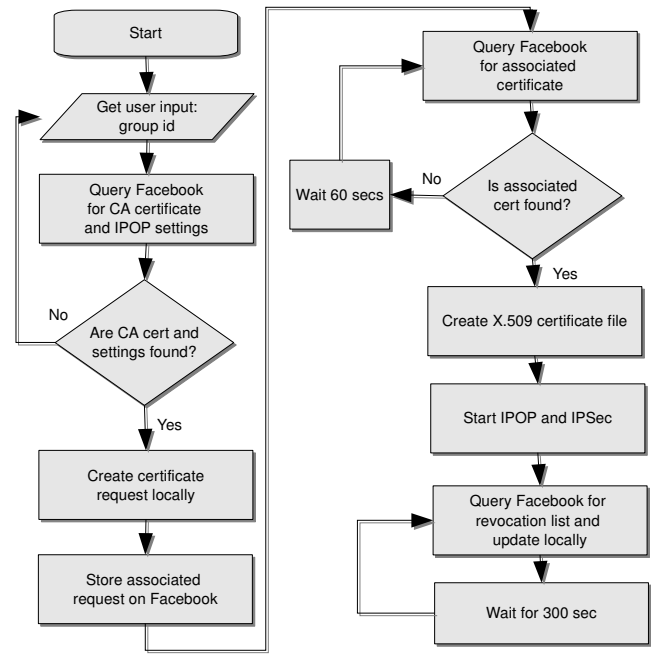 Start
Get user input:
group id
Query Facebook
for CA certificate
and IPOP settings
No
Are CA cert and
settings found?
Yes
Create certificate
request locally
Store associated
request on Facebook
Query Facebook
for associated
certificate
Wait 60 secs
No
Is associated
cert found?
Yes
Create X.509 certificate file
Start IPOP and IPSec
Query Facebook for
revocation list and
update locally
Wait for 300 sec